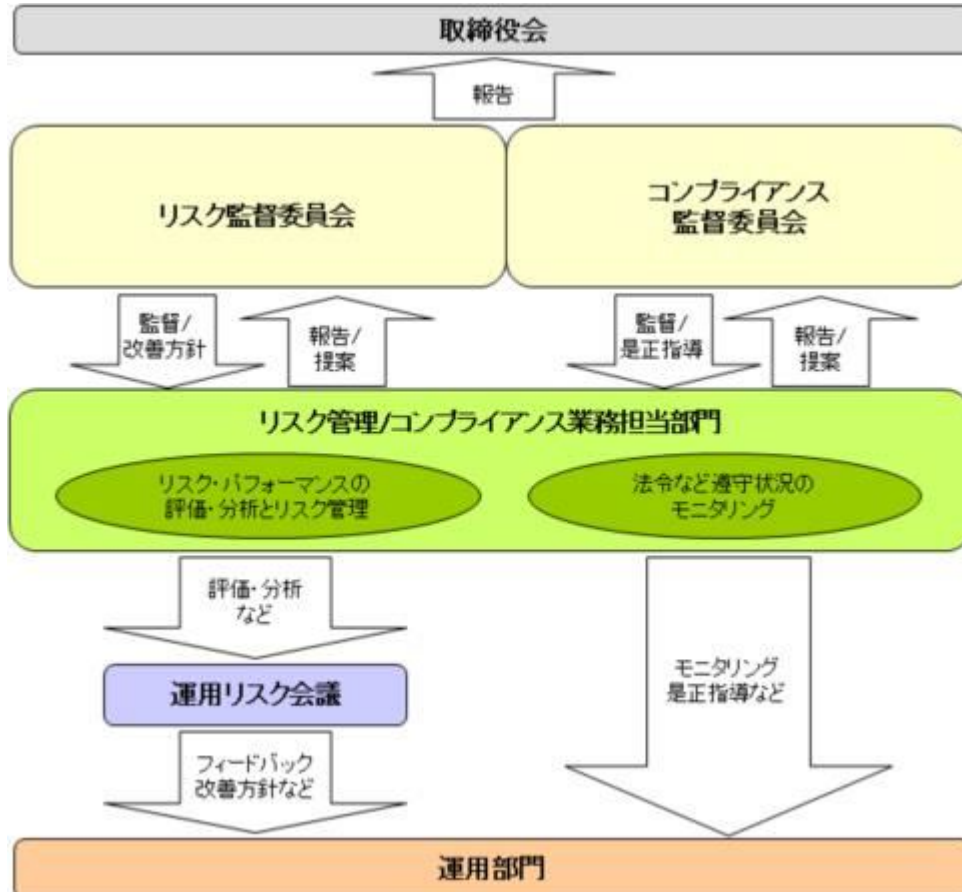 取締役会
報告
リスク監督委員会
コンプライアンス
監督委員会
監督/
改善方針
報告/
提案
監督/
是正指導
報告/
提案
リスク管理/コンプライアンス業務担当部門
リスク・パフォーマンスの
評価・分析とリスク管理
法令など遵守状況の
モニタリング
評価・分析
など
運用リスク会議
モニタリング
是正指導など
フィードバック
改善方針など
運用部門